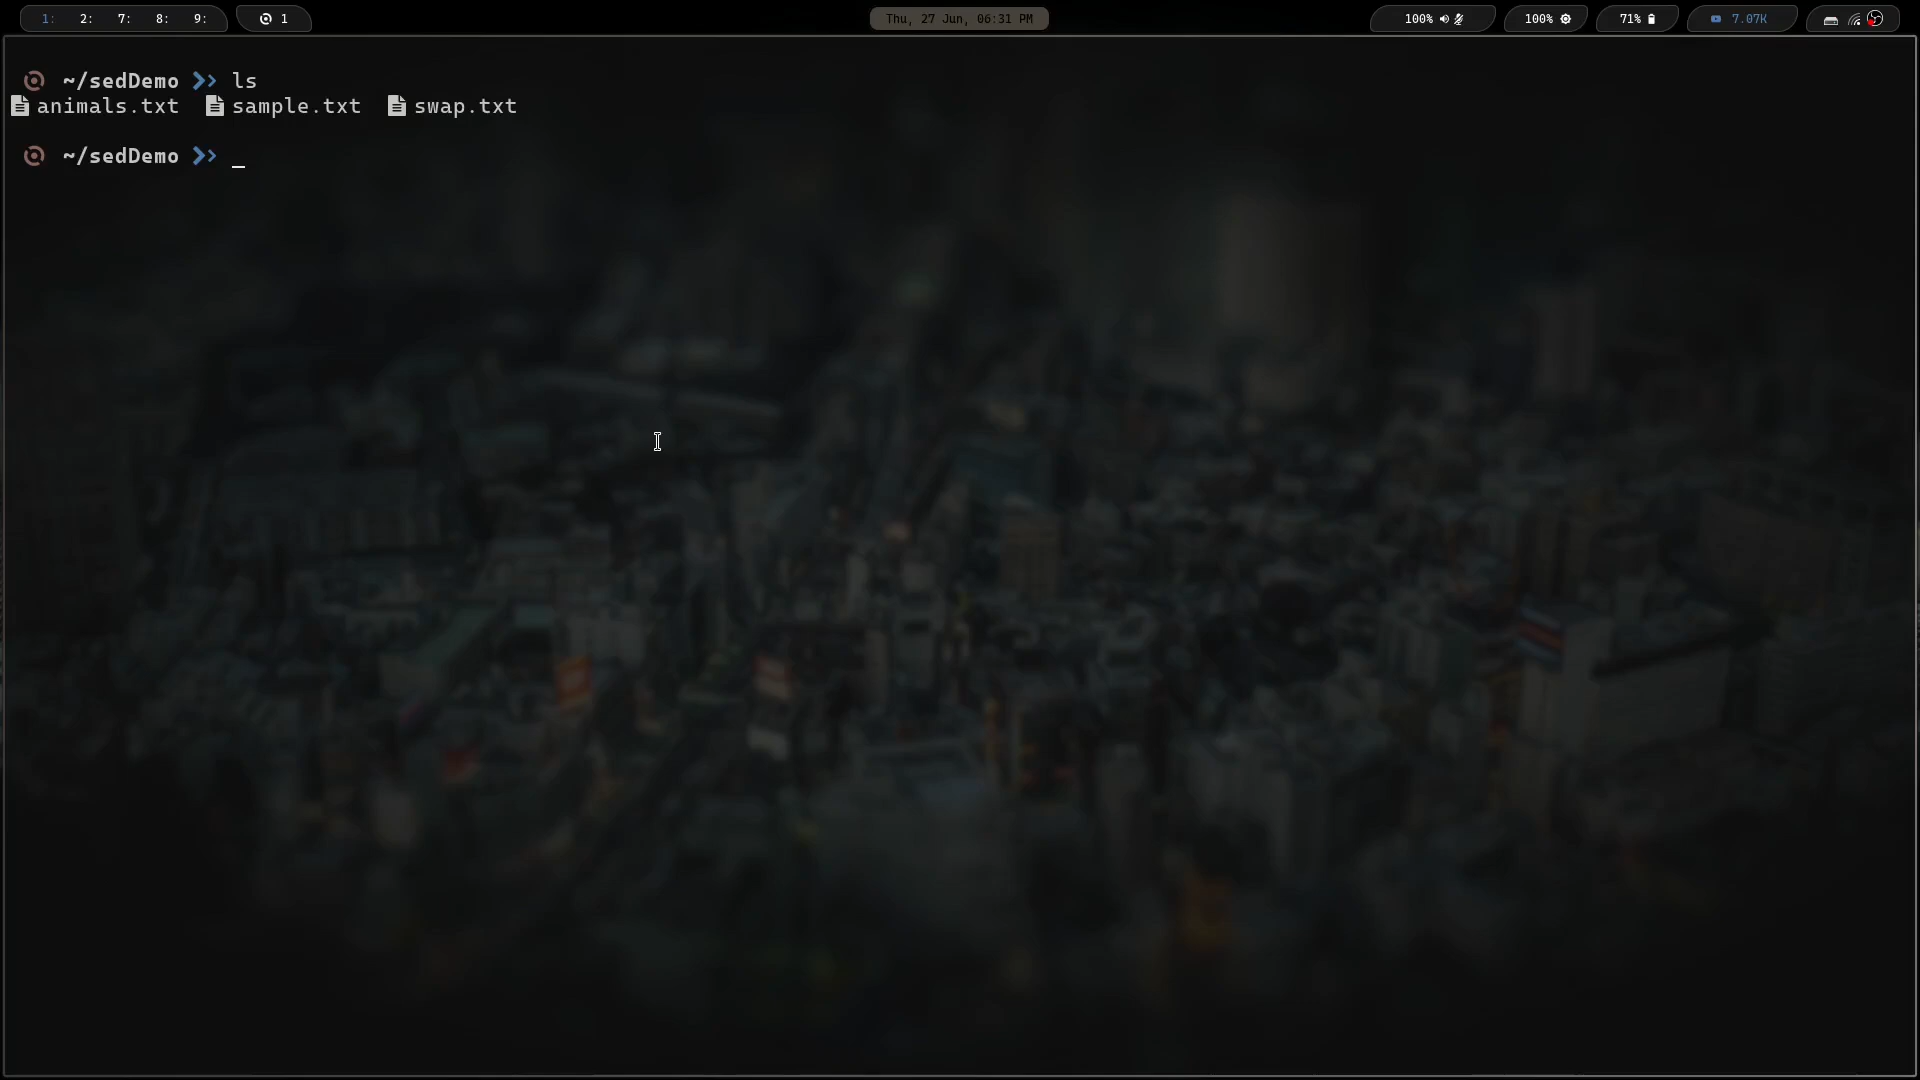 1: 2: 7: 8: 9: 1 Thu, 27 Jun, 06:31 PM 100% 100% 71% 7.07K
~/sedDemo ls
animals.txt sample.txt swap.txt
~/sedDemo _